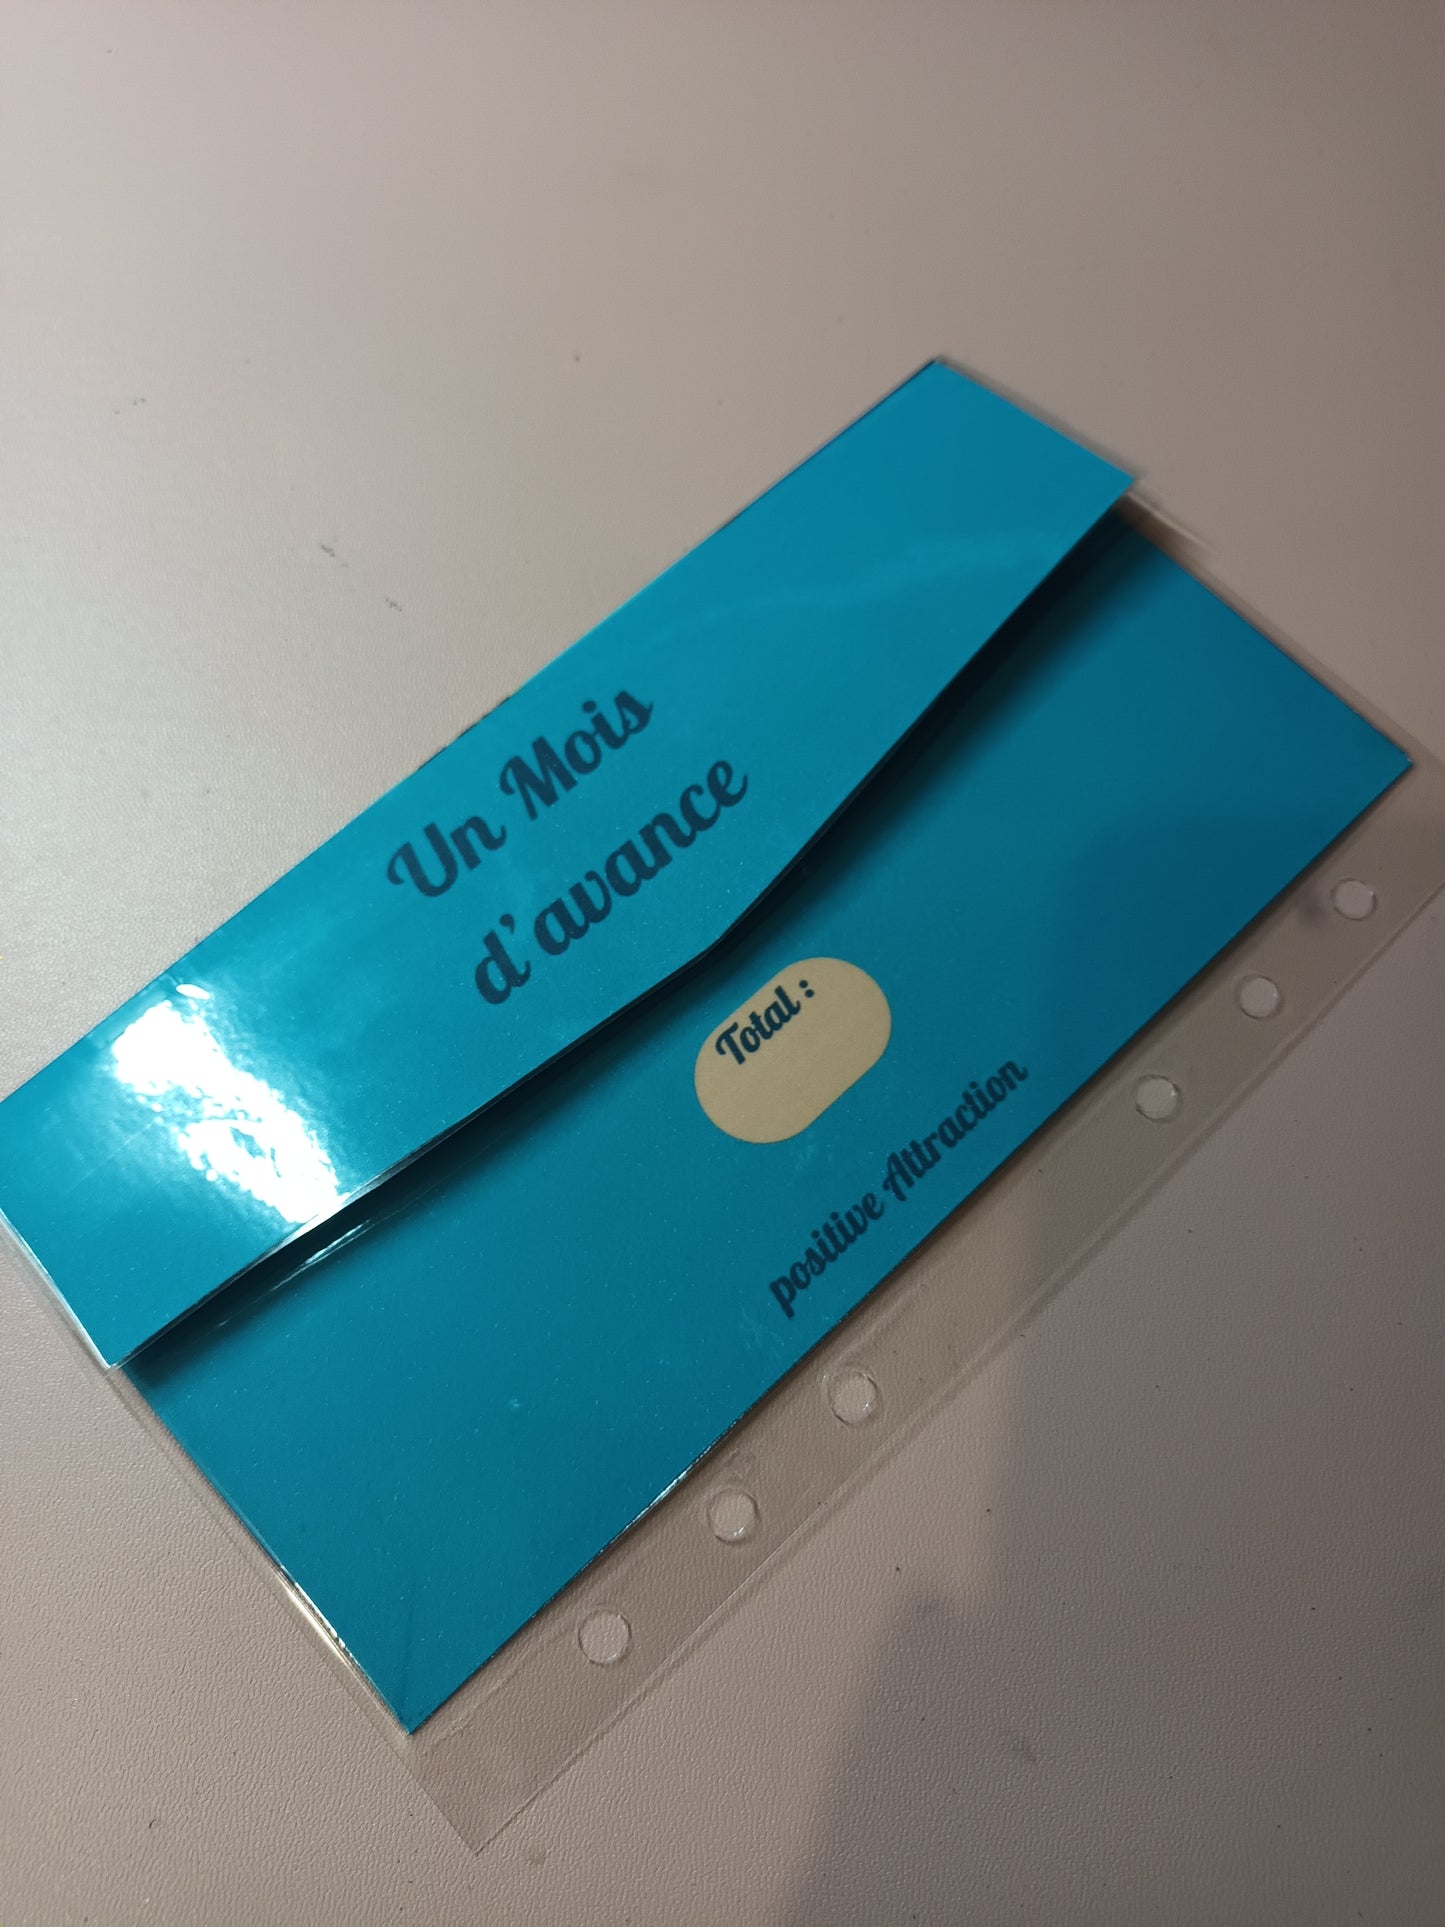 Un Mois
d'avance
Total :
positive Attraction